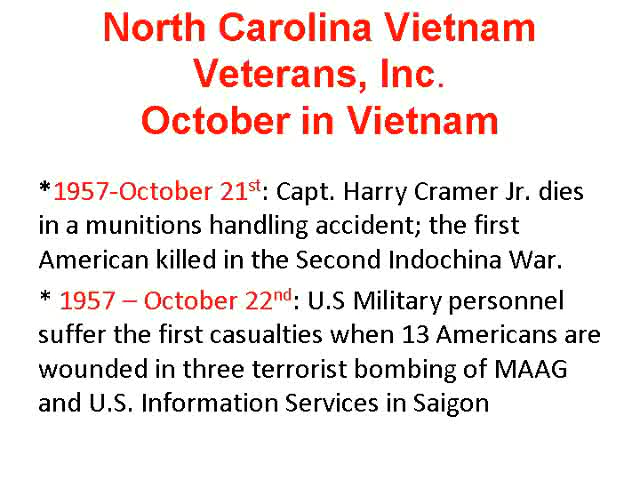 North Carolina Vietnam
Veterans, Inc.
October in Vietnam
*1957-October 21st: Capt. Harry Cramer Jr. dies
in a munitions handling accident; the first
American killed in the Second Indochina War.
* 1957 – October 22nd: U.S Military personnel
suffer the first casualties when 13 Americans are
wounded in three terrorist bombing of MAAG
and U.S. Information Services in Saigon